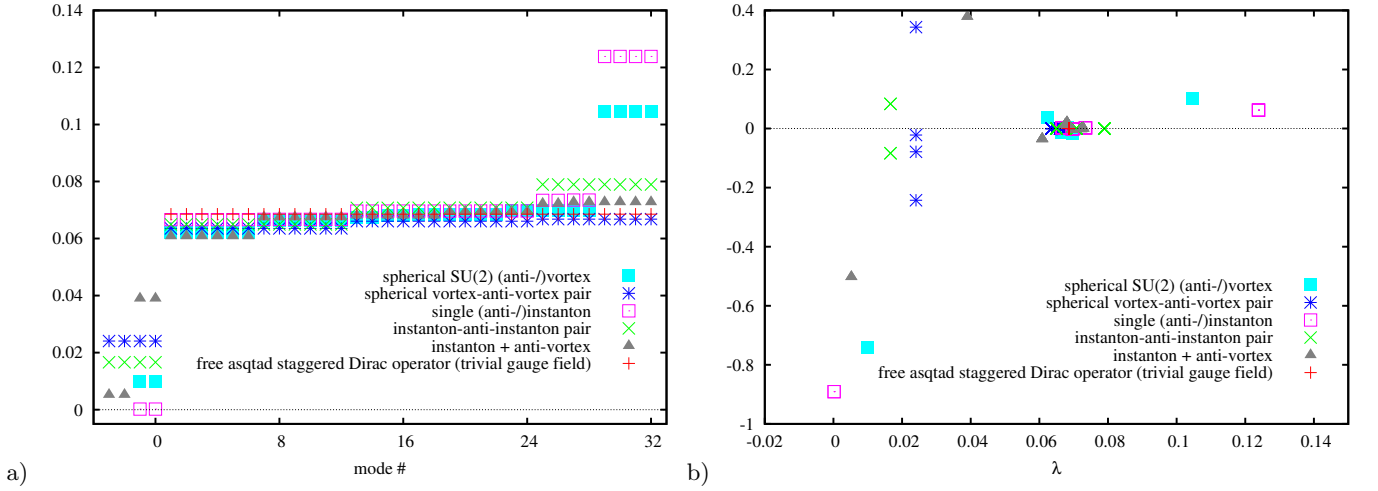 0.14
0.12
0.1
0.08
0.06
0.04
0.02
0
0 8 16 24 32
mode #
spherical SU(2) (anti-/)vortex
spherical vortex-anti-vortex pair
single (anti-/)instanton
instanton-anti-instanton pair
instanton + anti-vortex
free asqtad staggered Dirac operator (trivial gauge field)
a)
0.4
0.2
0
-0.2
-0.4
-0.6
-0.8
-1
-0.02 0 0.02 0.04 0.06 0.08 0.1 0.12 0.14
λ
spherical SU(2) (anti-/)vortex
spherical vortex-anti-vortex pair
single (anti-/)instanton
instanton-anti-instanton pair
instanton + anti-vortex
free asqtad staggered Dirac operator (trivial gauge field)
b)